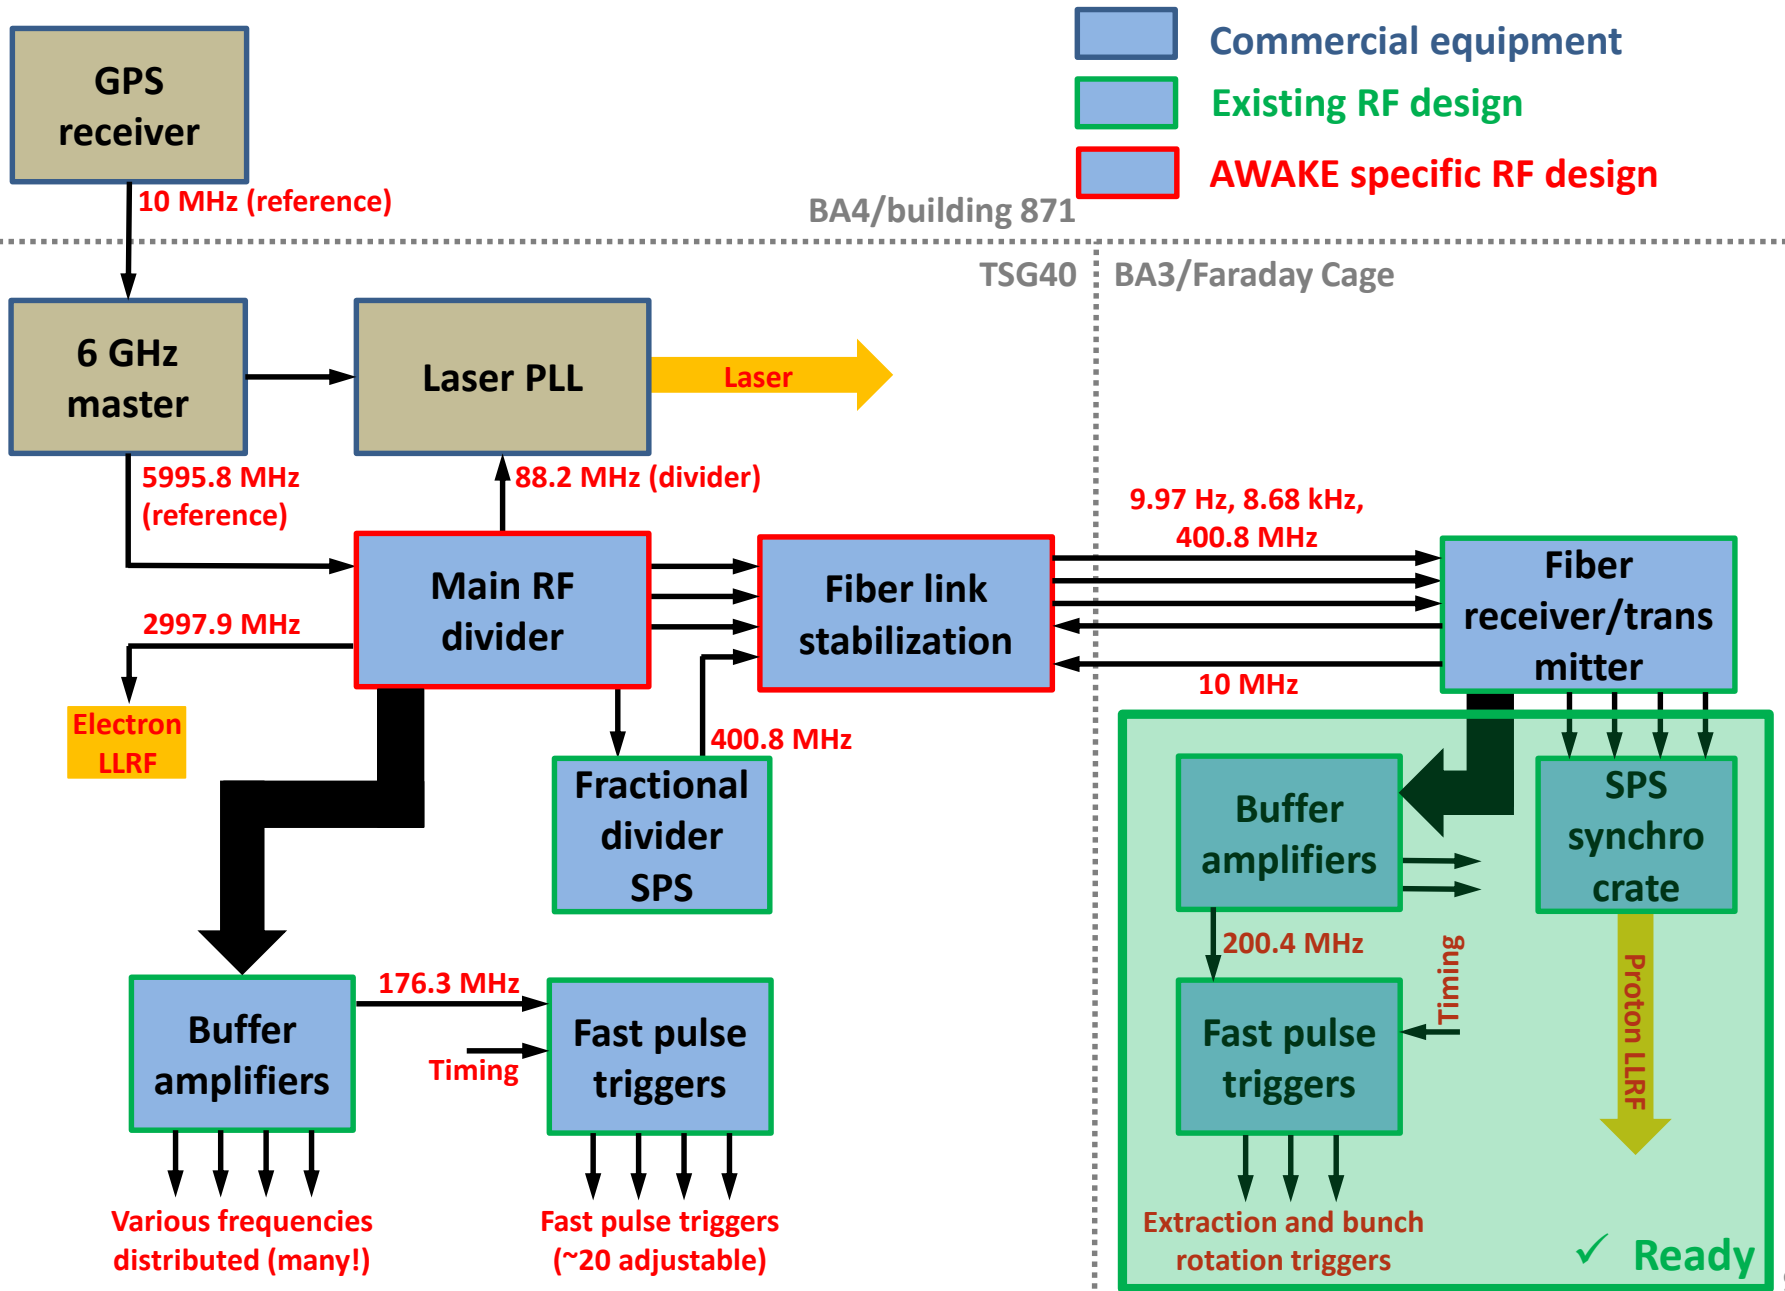 GPS
receiver
Commercial equipment
Existing RF design
AWAKE specific RF design
10 MHz (reference)
BA4/building 871
TSG40
BA3/Faraday Cage
6 GHz
master
Laser PLL
Laser
5995.8 MHz
(reference)
88.2 MHz (divider)
9.97 Hz, 8.68 kHz,
400.8 MHz
Main RF
divider
Fiber link
stabilization
Fiber
receiver/trans
mitter
2997.9 MHz
10 MHz
Electron
LLRF
400.8 MHz
Fractional
divider
SPS
Buffer
amplifiers
SPS
synchro
crate
200.4 MHz
Timing
Proton LLRF
176.3 MHz
Buffer
amplifiers
Timing
Fast pulse
triggers
Fast pulse
triggers
Various frequencies
distributed (many!)
Fast pulse triggers
(~20 adjustable)
Extraction and bunch
rotation triggers
✓ Ready